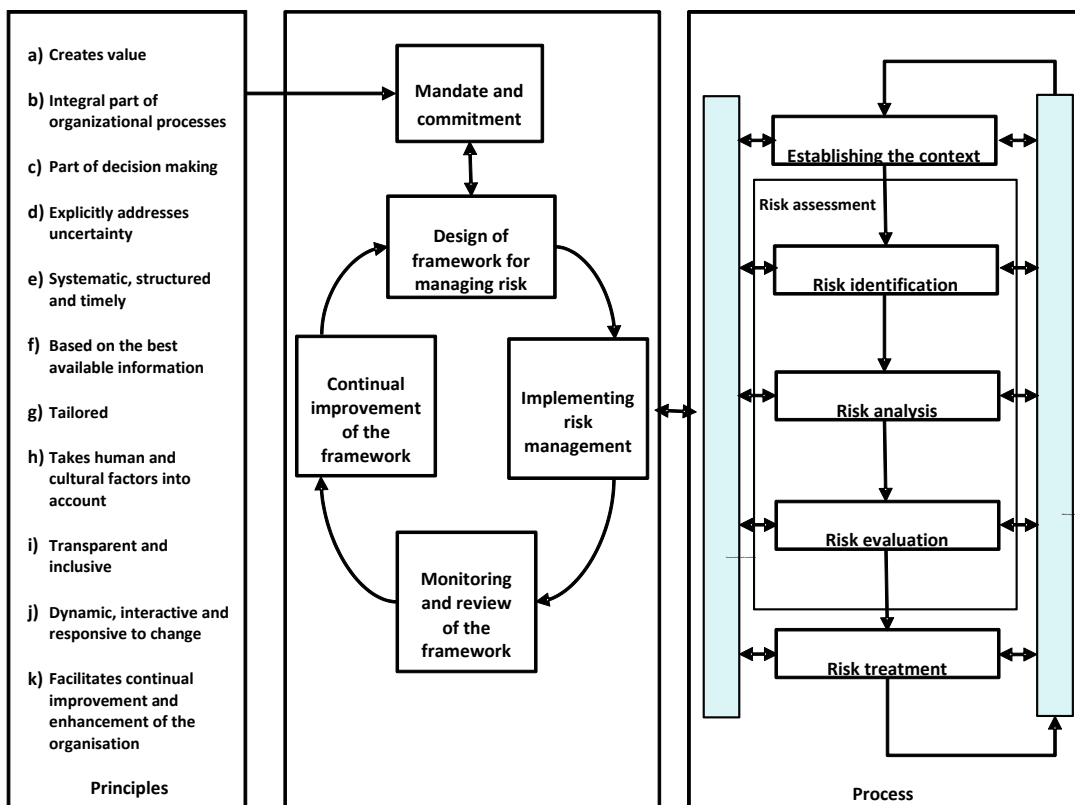 a) Creates value
b) Integral part of
organizational processes
c) Part of decision making
d) Explicitly addresses
uncertainty
e) Systematic, structured
and timely
f) Based on the best
available information
g) Tailored
h) Takes human and
cultural factors into
account
i) Transparent and
inclusive
j) Dynamic, interactive and
responsive to change
k) Facilitates continual
improvement and
enhancement of the
organisation
Principles
Mandate and
commitment
Design of
framework for
managing risk
Continual
improvement
of the
framework
Implementing
risk
management
Monitoring
and review
of the
framework
Establishing the context
Risk assessment
Risk identification
Risk analysis
Risk evaluation
Risk treatment
Process